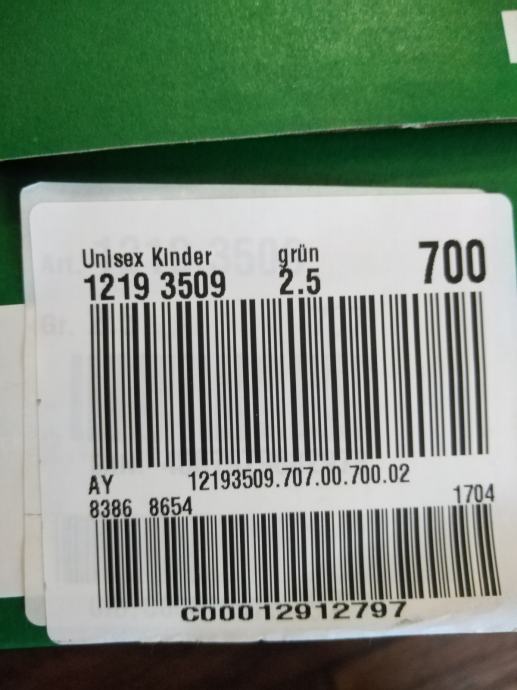 Unisex Kinder grün 700
1219 3509 2.5
AY 12193509.707.00.700.02
8386 8654 1704
C00012912797